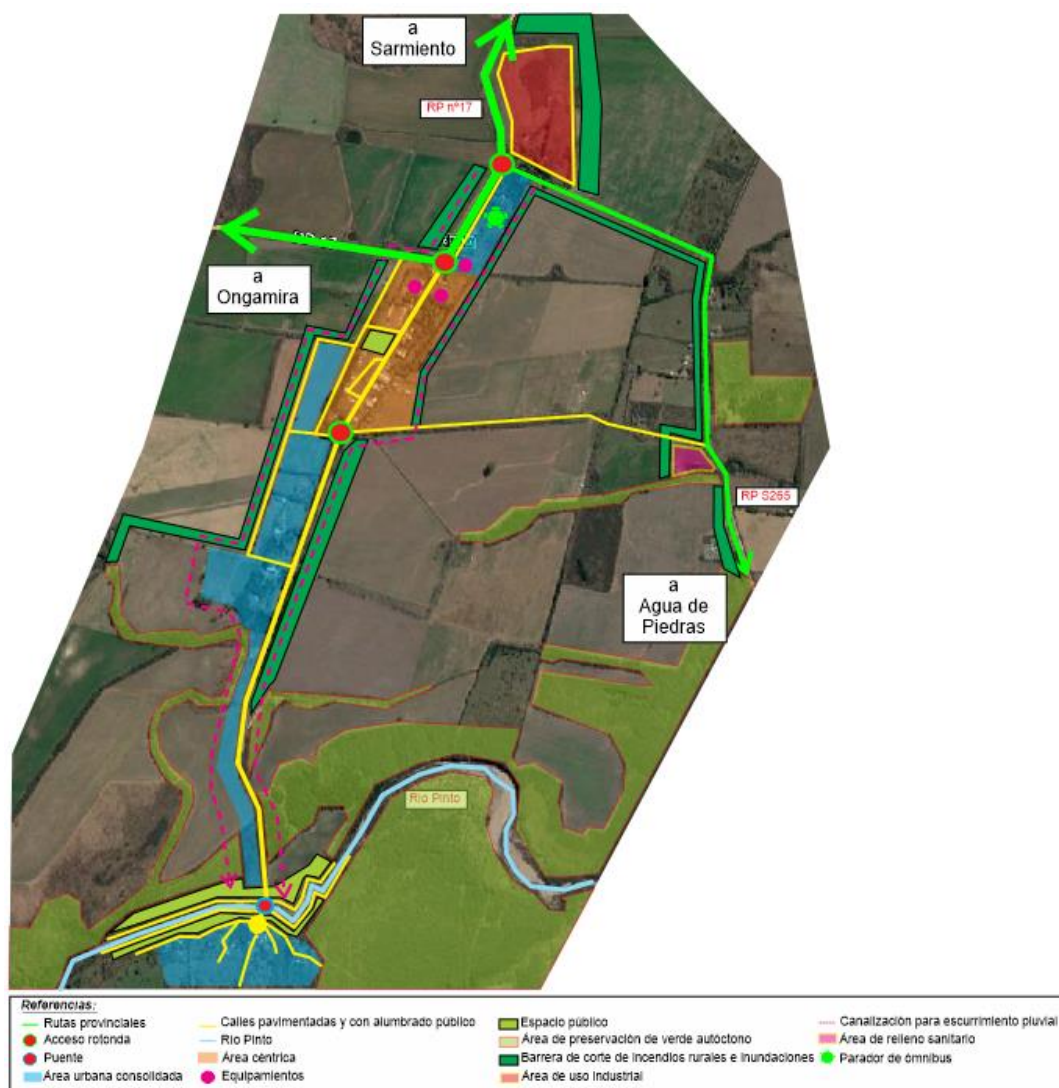 a
Sarmiento
RP nº17
a
Ongamira
RP S265
a
Agua de
Piedras
Rio Pinto
Referencias:
Rutas provinciales
Acceso rotonda
Puente
Área urbana consolidada
Calles pavimentadas y con alumbrado público
Rio Pinto
Área céntrica
Equipamientos
Espacio público
Área de preservación de verde autóctono
Barrera de corte de incendios rurales e inundaciones
Área de uso industrial
Canalización para escurrimiento pluvial
Área de relleno sanitario
Parador de ómnibus